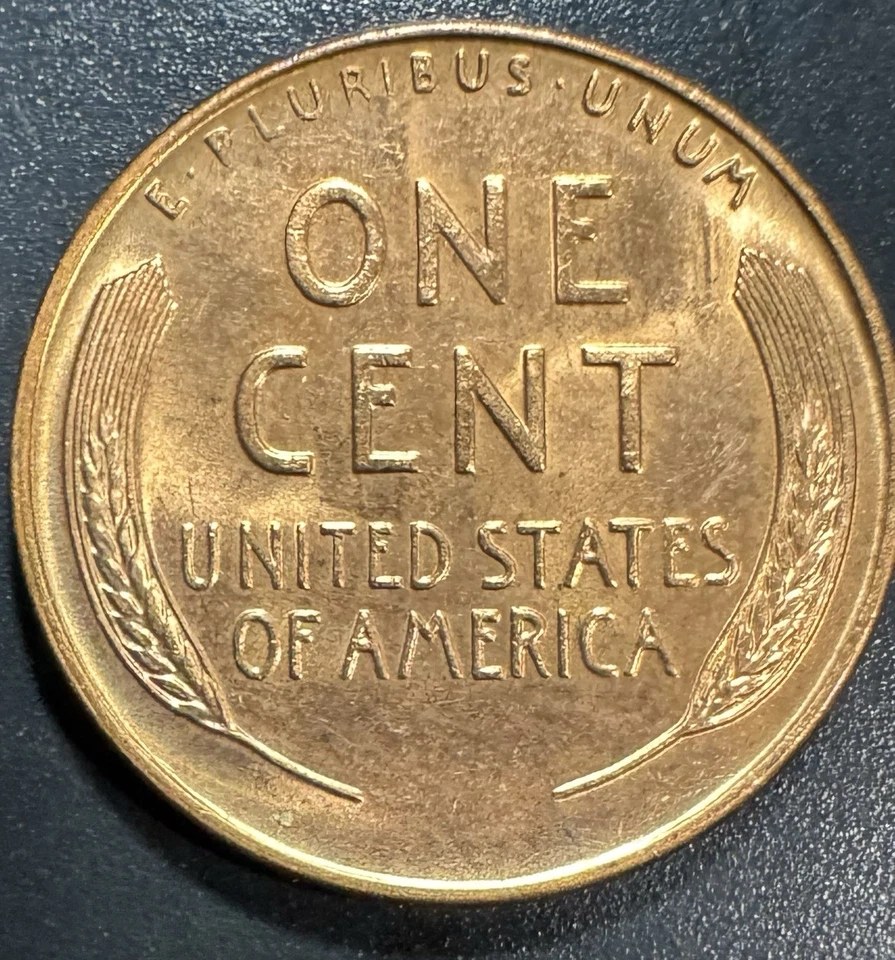 E·PLURIBUS·UNUM
ONE
CENT
UNITED STATES
OF AMERICA